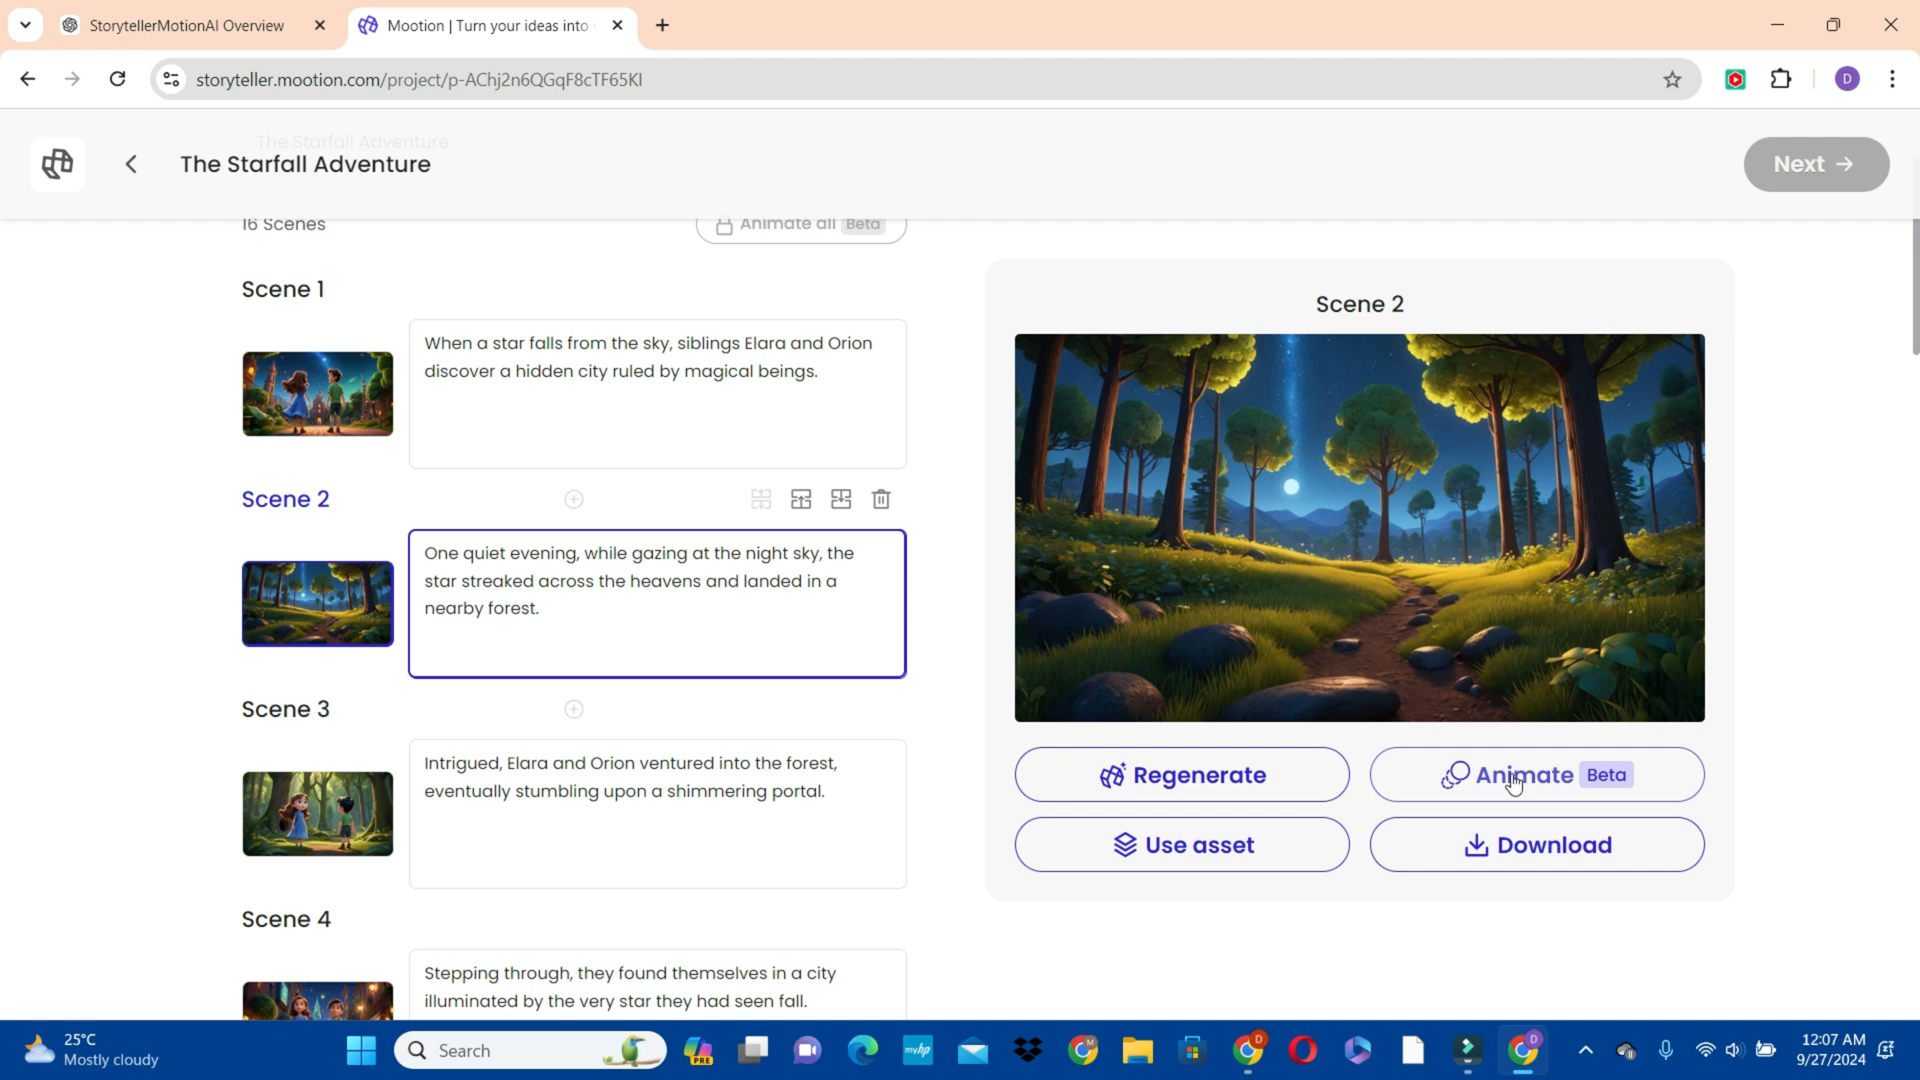 StorytellerMotionAI Overview
Mootion | Turn your ideas into
storyteller.mootion.com/project/p-AChj2n6QGqF8cTF65KI
D
The Starfall Adventure
The Starfall Adventure
Next
16 Scenes
Animate all Beta
Scene 1
When a star falls from the sky, siblings Elara and Orion
discover a hidden city ruled by magical beings.
Scene 2
One quiet evening, while gazing at the night sky, the
star streaked across the heavens and landed in a
nearby forest.
Scene 3
Intrigued, Elara and Orion ventured into the forest,
eventually stumbling upon a shimmering portal.
Scene 4
Stepping through, they found themselves in a city
illuminated by the very star they had seen fall.
Scene 2
Regenerate
Animate Beta
Use asset
Download
25°C
Mostly cloudy
Search
PRE
myhp
M
D
D
12:07 AM
9/27/2024